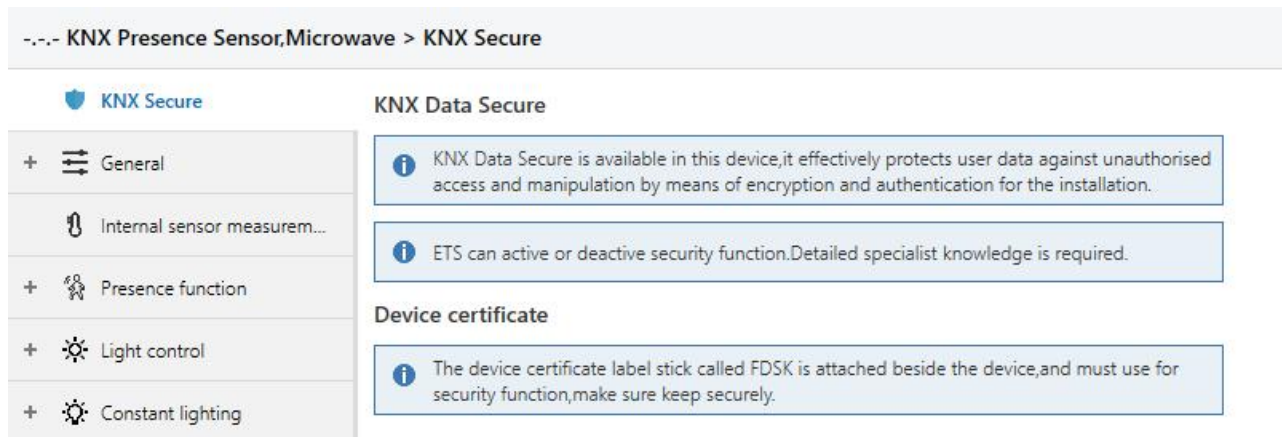 -.-.- KNX Presence Sensor,Microwave > KNX Secure
KNX Secure
+ General
Internal sensor measurem...
+ Presence function
+ Light control
+ Constant lighting
KNX Data Secure
KNX Data Secure is available in this device,it effectively protects user data against unauthorised
access and manipulation by means of encryption and authentication for the installation.
ETS can active or deactive security function.Detailed specialist knowledge is required.
Device certificate
The device certificate label stick called FDSK is attached beside the device,and must use for
security function,make sure keep securely.